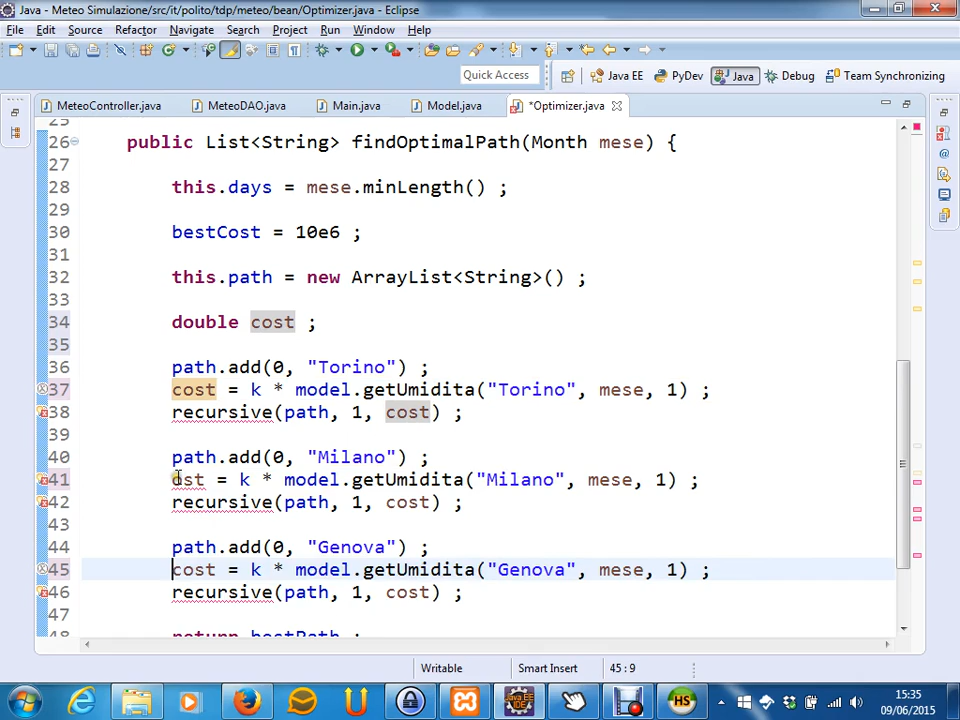 Java - Meteo Simulazione/src/it/polito/tdp/meteo/bean/Optimizer.java - Eclipse
File Edit Source Refactor Navigate Search Project Run Window Help
Quick Access Java EE PyDev Java Debug Team Synchronizing
MeteoController.java MeteoDAO.java Main.java Model.java *Optimizer.java
25
26 public List<String> findOptimalPath(Month mese) {
27
28 this.days = mese.minLength() ;
29
30 bestCost = 10e6 ;
31
32 this.path = new ArrayList<String>() ;
33
34 double cost ;
35
36 path.add(0, "Torino") ;
37 cost = k * model.getUmidita("Torino", mese, 1) ;
38 recursive(path, 1, cost) ;
39
40 path.add(0, "Milano") ;
41 ost = k * model.getUmidita("Milano", mese, 1) ;
42 recursive(path, 1, cost) ;
43
44 path.add(0, "Genova") ;
45 cost = k * model.getUmidita("Genova", mese, 1) ;
46 recursive(path, 1, cost) ;
47
48 return bestPath ;
Writable Smart Insert 45 : 9
HS 15:35
09/06/2015